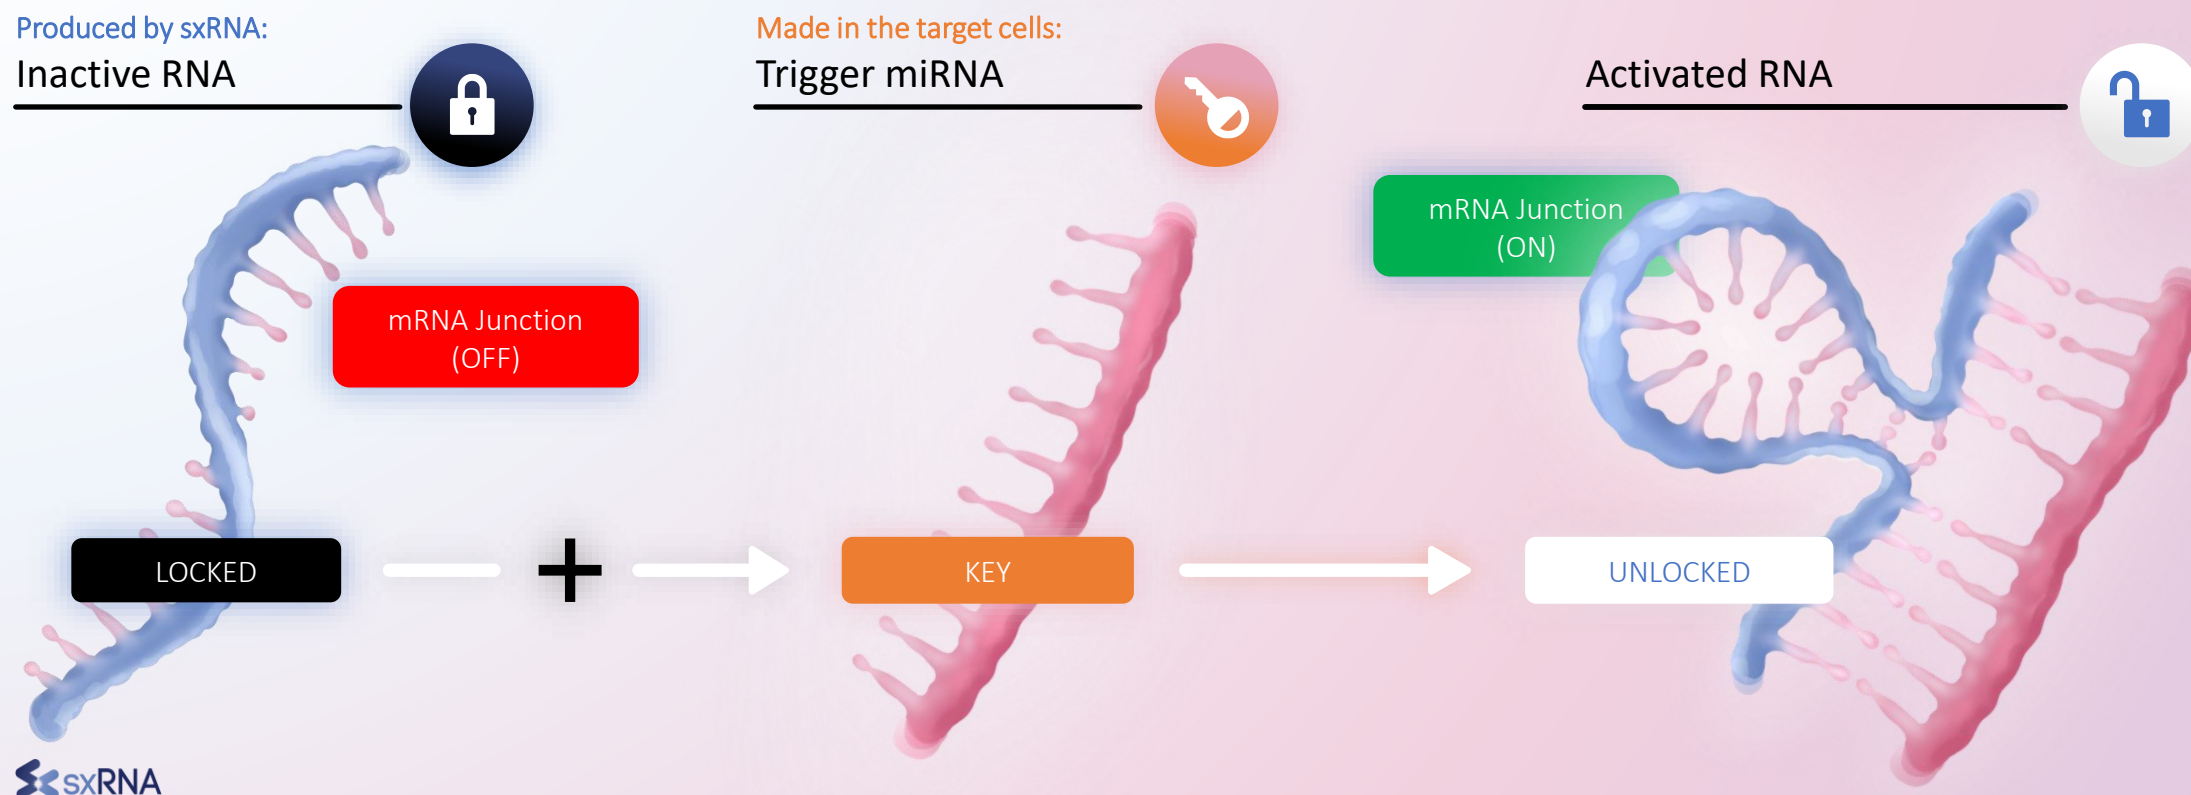 Produced by sxRNA:
Inactive RNA
Made in the target cells:
Trigger miRNA
Activated RNA
mRNA Junction
(OFF)
mRNA Junction
(ON)
LOCKED
KEY
UNLOCKED
sxRNA